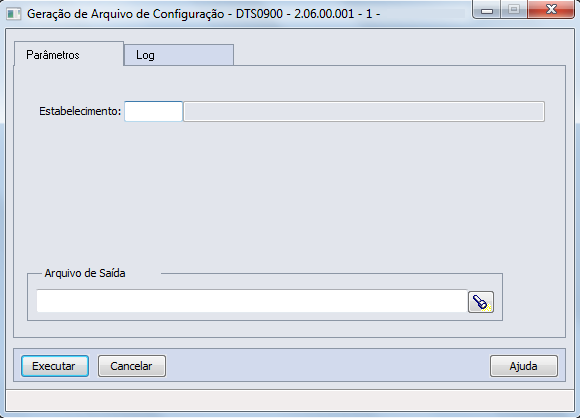 Geração de Arquivo de Configuração - DTS0900 - 2.06.00.001 - 1 -
Parâmetros Log
Estabelecimento:
Arquivo de Saída
Executar Cancelar Ajuda